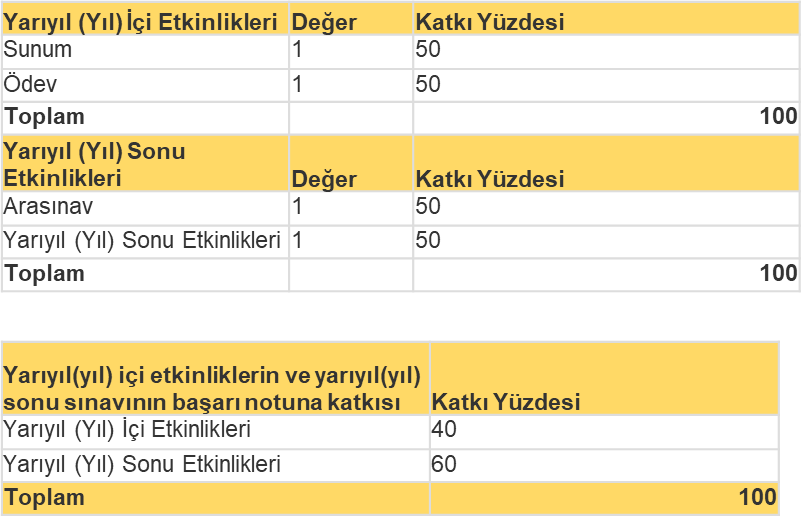 Yarıyıl (Yıl) İçi Etkinlikleri Değer Katkı Yüzdesi
Sunum 1 50
Ödev 1 50
Toplam 100
Yarıyıl (Yıl) Sonu
Etkinlikleri Değer Katkı Yüzdesi
Arasınav 1 50
Yarıyıl (Yıl) Sonu Etkinlikleri 1 50
Toplam 100
Yarıyıl(yıl) içi etkinliklerin ve yarıyıl(yıl)
sonu sınavının başarı notuna katkısı Katkı Yüzdesi
Yarıyıl (Yıl) İçi Etkinlikleri 40
Yarıyıl (Yıl) Sonu Etkinlikleri 60
Toplam 100